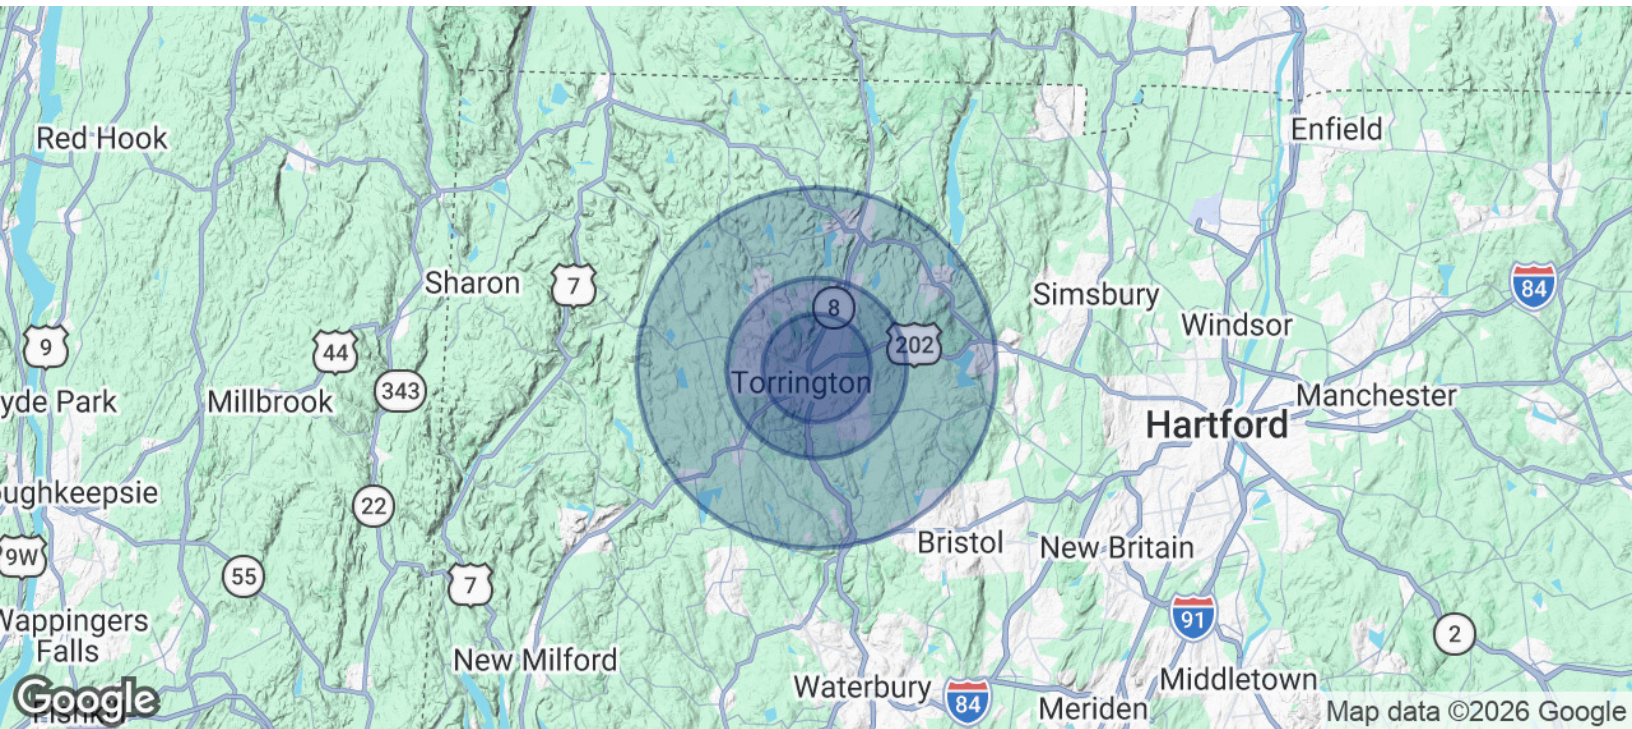 Red Hook
Enfield
Sharon
7
8
Simsbury
84
Windsor
202
9
44
343
Torrington
Manchester
yde Park
Millbrook
Hartford
oughkeepsie
22
Bristol
New Britain
9W
55
7
91
Wappingers
Falls
2
New Milford
Waterbury
Middletown
84
Meriden
Google
Map data ©2026 Google